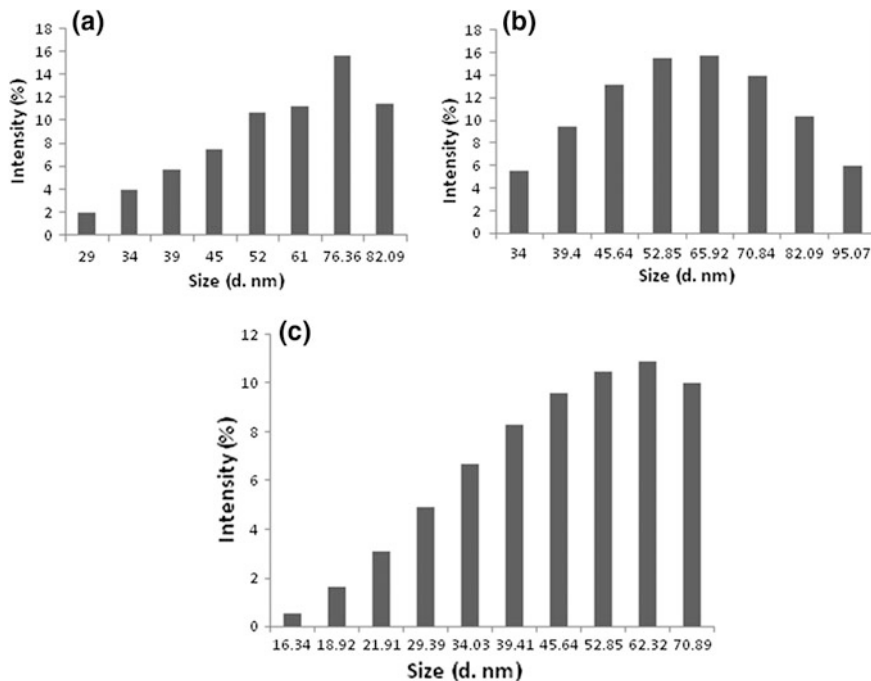 (a)
18
16
14
12
10
8
6
4
2
0
Intensity (%)
29 34 39 45 52 61 76.36 82.09
Size (d. nm)
(b)
18
16
14
12
10
8
6
4
2
0
Intensity (%)
34 39.4 45.64 52.85 65.92 70.84 82.09 95.07
Size (d. nm)
(c)
12
10
8
6
4
2
0
Intensity (%)
16.34 18.92 21.91 29.39 34.03 39.41 45.64 52.85 62.32 70.89
Size (d. nm)